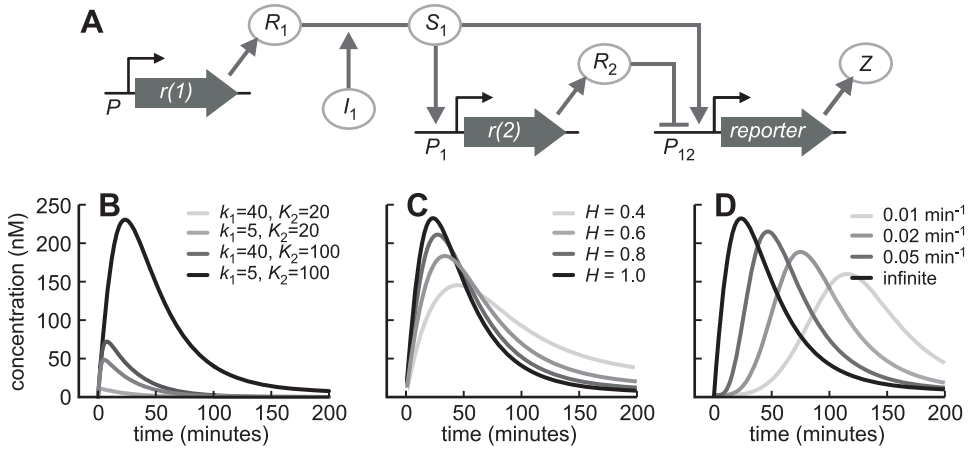 A
R1
S1
R2
Z
I1
P
r(1)
P1
r(2)
P12
reporter
B
concentration (nM)
250
200
150
100
50
0
k1=40, K2=20
k1=5, K2=20
k1=40, K2=100
k1=5, K2=100
0 50 100 150 200
time (minutes)
C
H = 0.4
H = 0.6
H = 0.8
H = 1.0
0 50 100 150 200
time (minutes)
D
0.01 min-1
0.02 min-1
0.05 min-1
infinite
0 50 100 150 200
time (minutes)